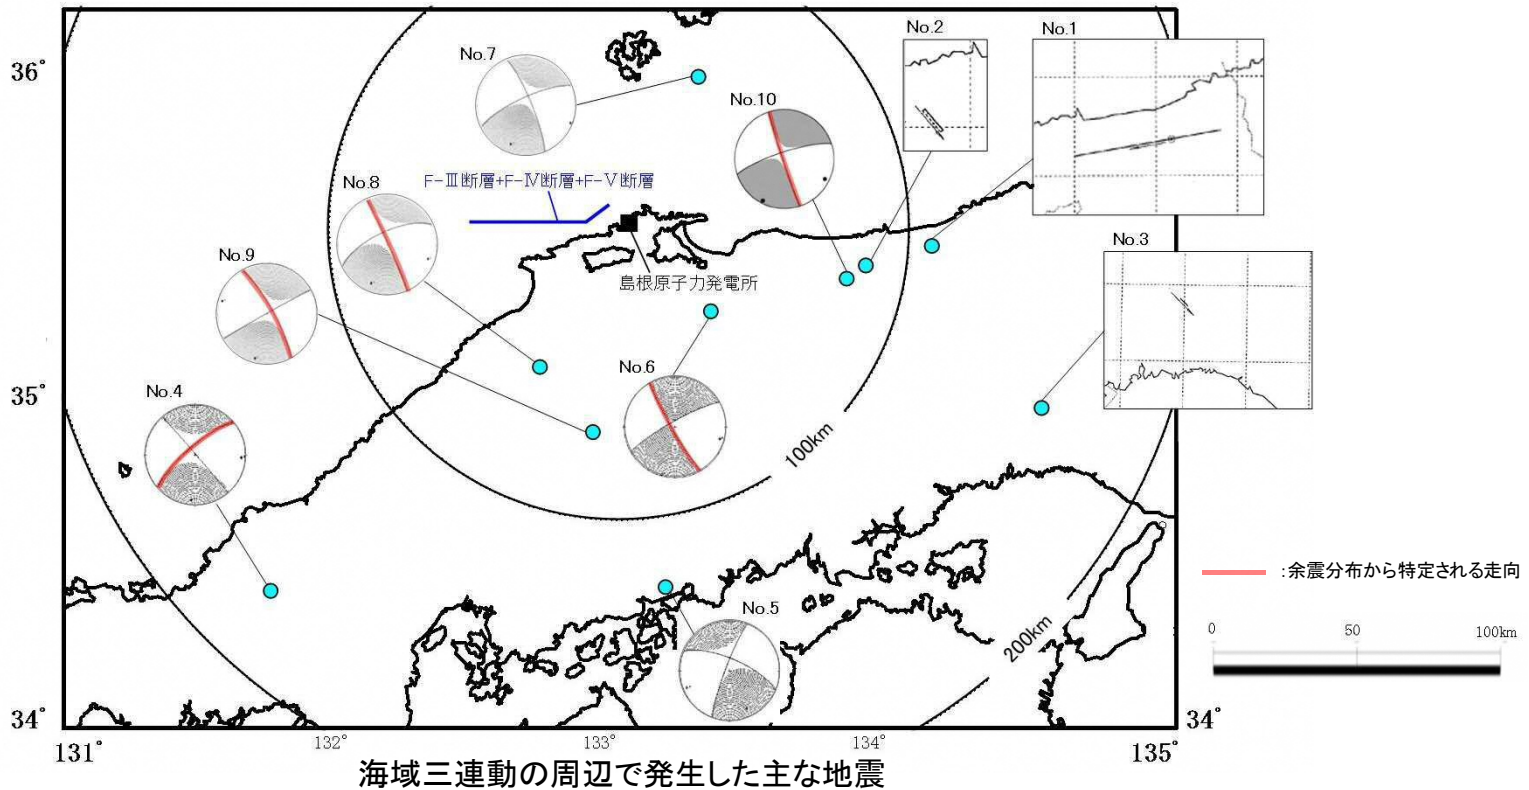 No.2
No.1
36°
No.7
No.10
No.8
F-Ⅲ断層+F-Ⅳ断層+F-Ⅴ断層
No.9
No.3
島根原子力発電所
No.6
35°
No.4
100km
:余震分布から特定される走向
No.5
200km
0
50
100km
34°
34°
131°
132°
133°
134°
135°
海域三連動の周辺で発生した主な地震